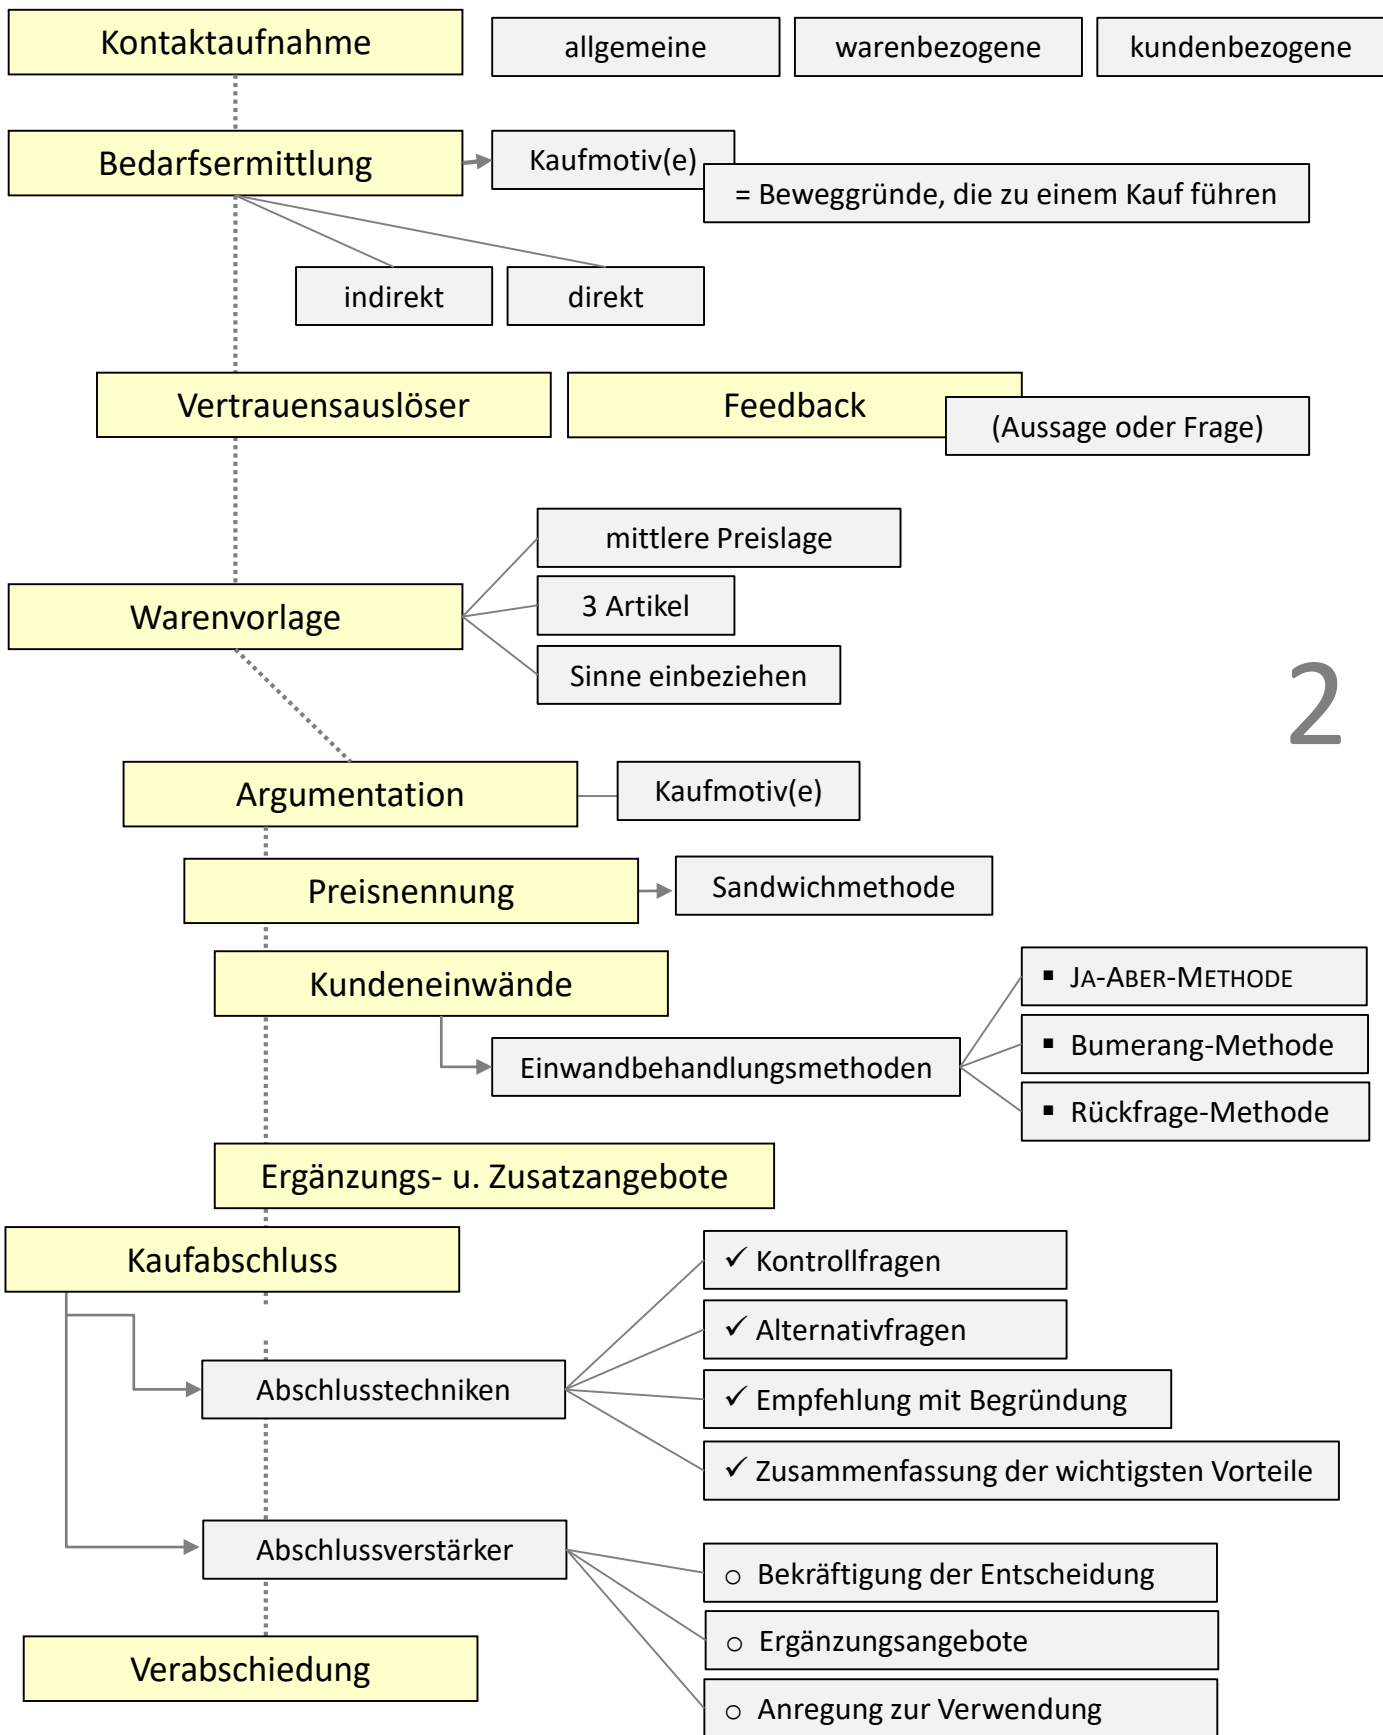 Kontaktaufnahme
allgemeine
warenbezogene
kundenbezogene
Bedarfsermittlung
Kaufmotiv(e)
= Beweggründe, die zu einem Kauf führen
indirekt
direkt
Vertrauensauslöser
Feedback
(Aussage oder Frage)
mittlere Preislage
Warenvorlage
3 Artikel
Sinne einbeziehen
2
Argumentation
Kaufmotiv(e)
Preisnennung
Sandwichmethode
Kundeneinwände
▪ JA-ABER-METHODE
Einwandbehandlungsmethoden
▪ Bumerang-Methode
▪ Rückfrage-Methode
Ergänzungs- u. Zusatzangebote
Kaufabschluss
✓ Kontrollfragen
✓ Alternativfragen
Abschlusstechniken
✓ Empfehlung mit Begründung
✓ Zusammenfassung der wichtigsten Vorteile
Abschlussverstärker
o Bekräftigung der Entscheidung
o Ergänzungsangebote
Verabschiedung
o Anregung zur Verwendung